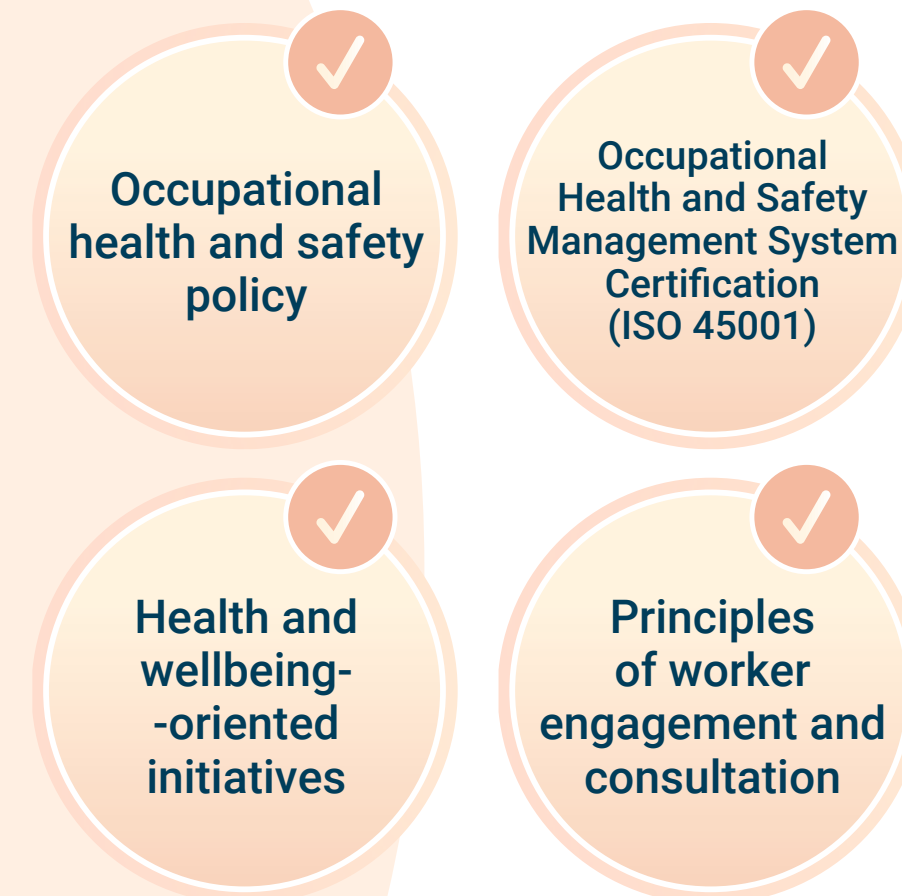 Occupational
health and safety
policy
Occupational
Health and Safety
Management System
Certification
(ISO 45001)
Health and
wellbeing-
-oriented
initiatives
Principles
of worker
engagement and
consultation